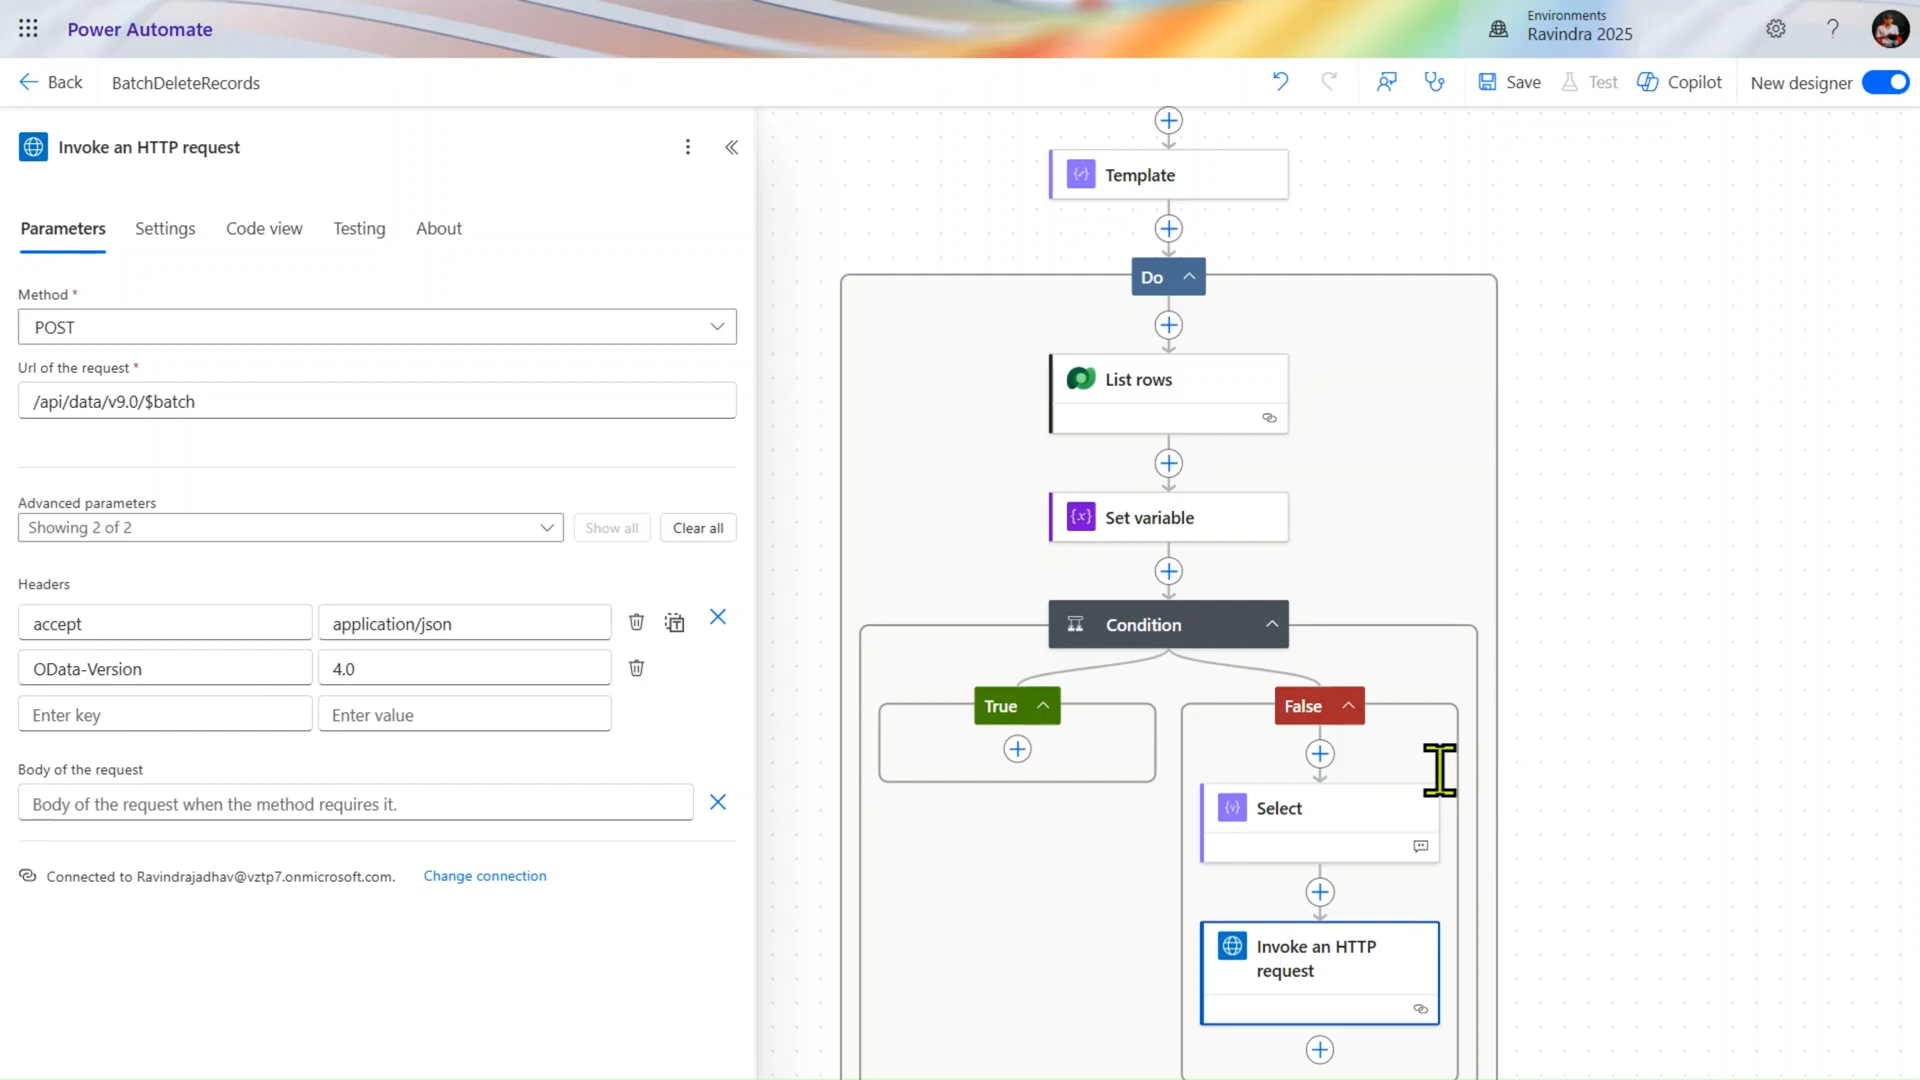 Power Automate
Environments
Ravindra 2025
?
Back
BatchDeleteRecords
Save
Test
Copilot
New designer
Invoke an HTTP request
Parameters
Settings
Code view
Testing
About
Method *
POST
Url of the request *
/api/data/v9.0/$batch
Advanced parameters
Showing 2 of 2
Show all
Clear all
Headers
accept
application/json
OData-Version
4.0
Enter key
Enter value
Body of the request
Body of the request when the method requires it.
Connected to Ravindrajadhav@vztp7.onmicrosoft.com.
Change connection
Template
Do
List rows
{x}
Set variable
Condition
True
False
{v}
Select
Invoke an HTTP
request